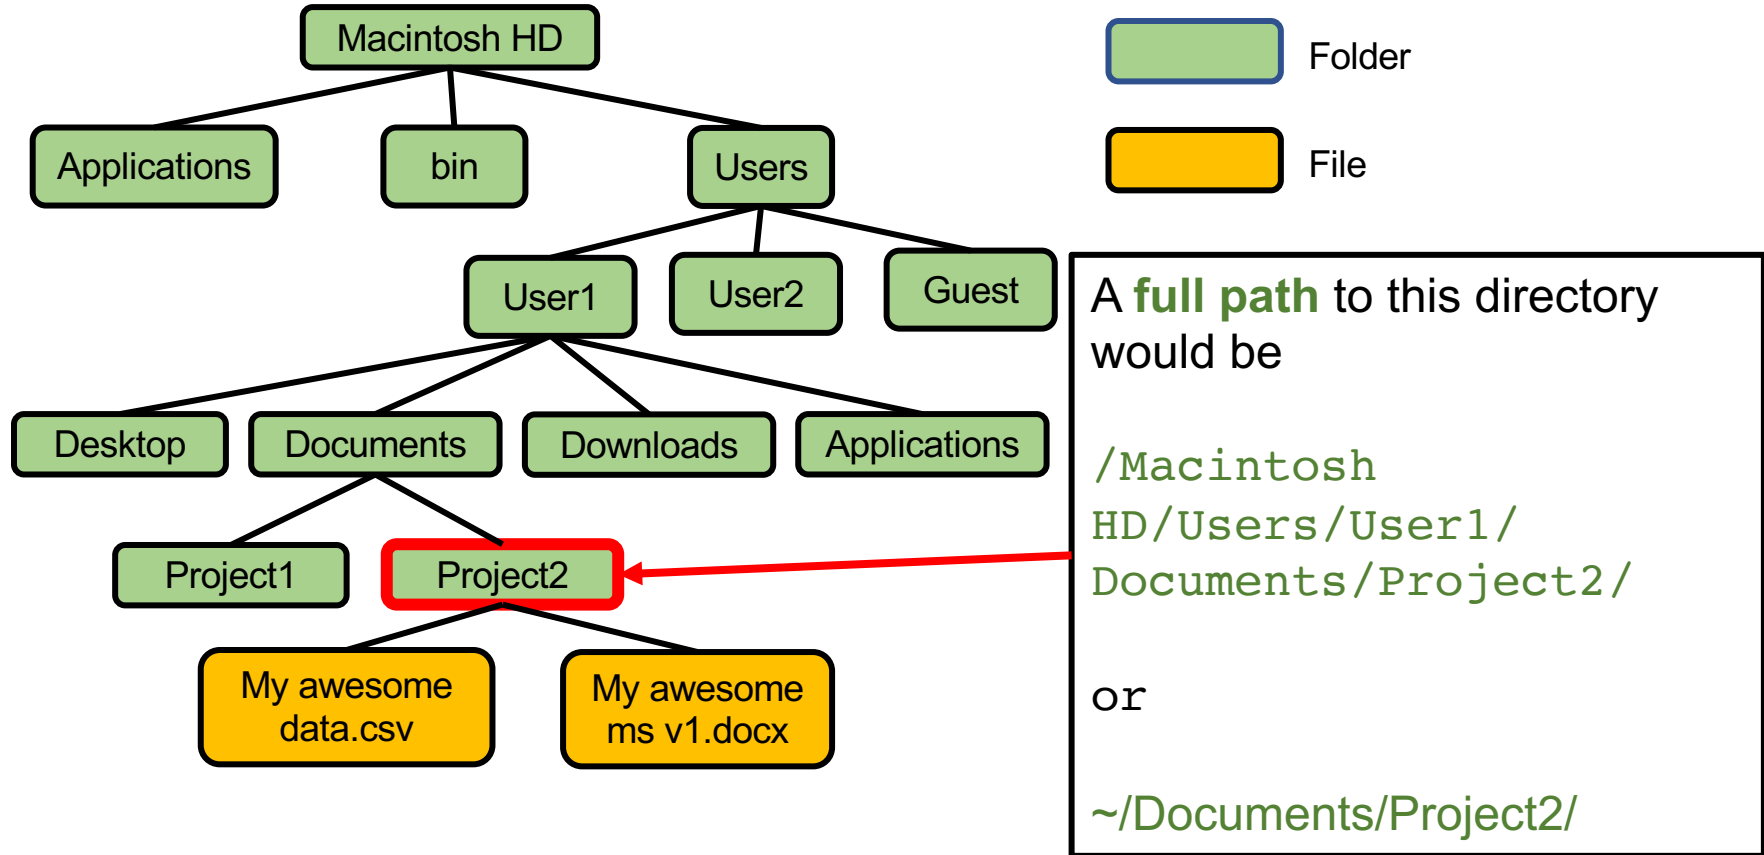 Macintosh HD
Folder
Applications
bin
Users
File
User1
User2
Guest
Desktop
Documents
Downloads
Applications
Project1
Project2
My awesome
data.csv
My awesome
ms v1.docx
A full path to this directory
would be
/Macintosh
HD/Users/User1/
Documents/Project2/
or
~/Documents/Project2/